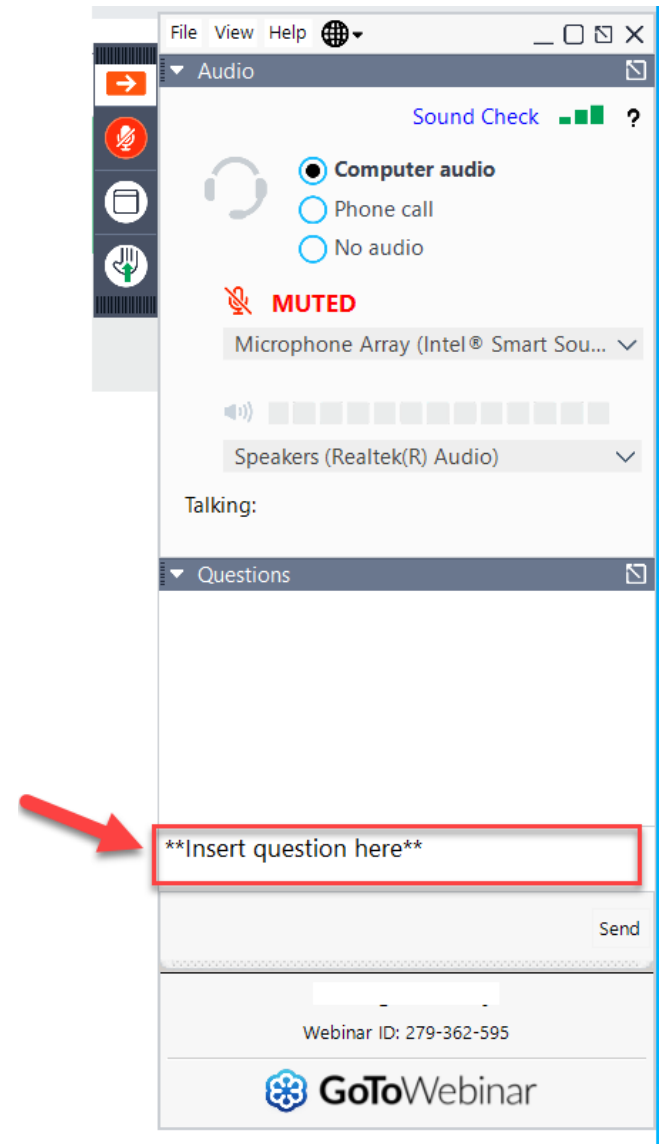 File View Help
Audio
Sound Check ?
Computer audio
Phone call
No audio
MUTED
Microphone Array (Intel® Smart Sou...
Speakers (Realtek(R) Audio)
Talking:
Questions
**Insert question here**
Send
Webinar ID: 279-362-595
GoToWebinar